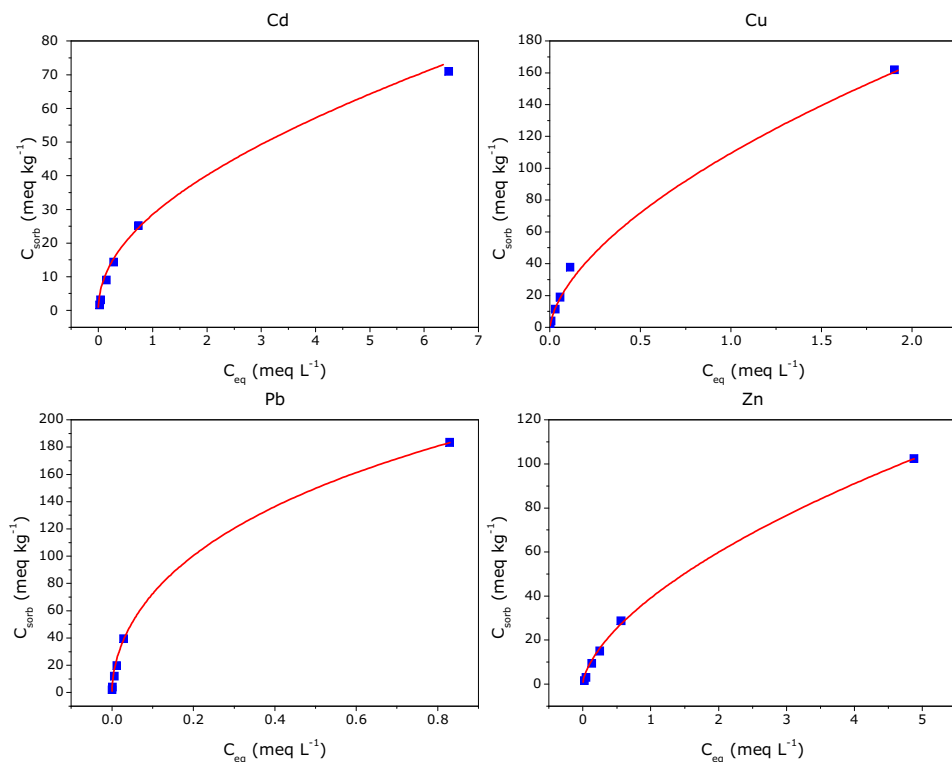 Cd
80
70
60
50
40
30
20
10
0
C_sorb (meq kg⁻¹)
0 1 2 3 4 5 6 7
C_eq (meq L⁻¹)
Cu
180
160
140
120
100
80
60
40
20
0
C_sorb (meq kg⁻¹)
0.0 0.5 1.0 1.5 2.0
C_eq (meq L⁻¹)
Pb
200
180
160
140
120
100
80
60
40
20
0
C_sorb (meq kg⁻¹)
0.0 0.2 0.4 0.6 0.8
C_eq (meq L⁻¹)
Zn
120
100
80
60
40
20
0
C_sorb (meq kg⁻¹)
0 1 2 3 4 5
C_eq (meq L⁻¹)